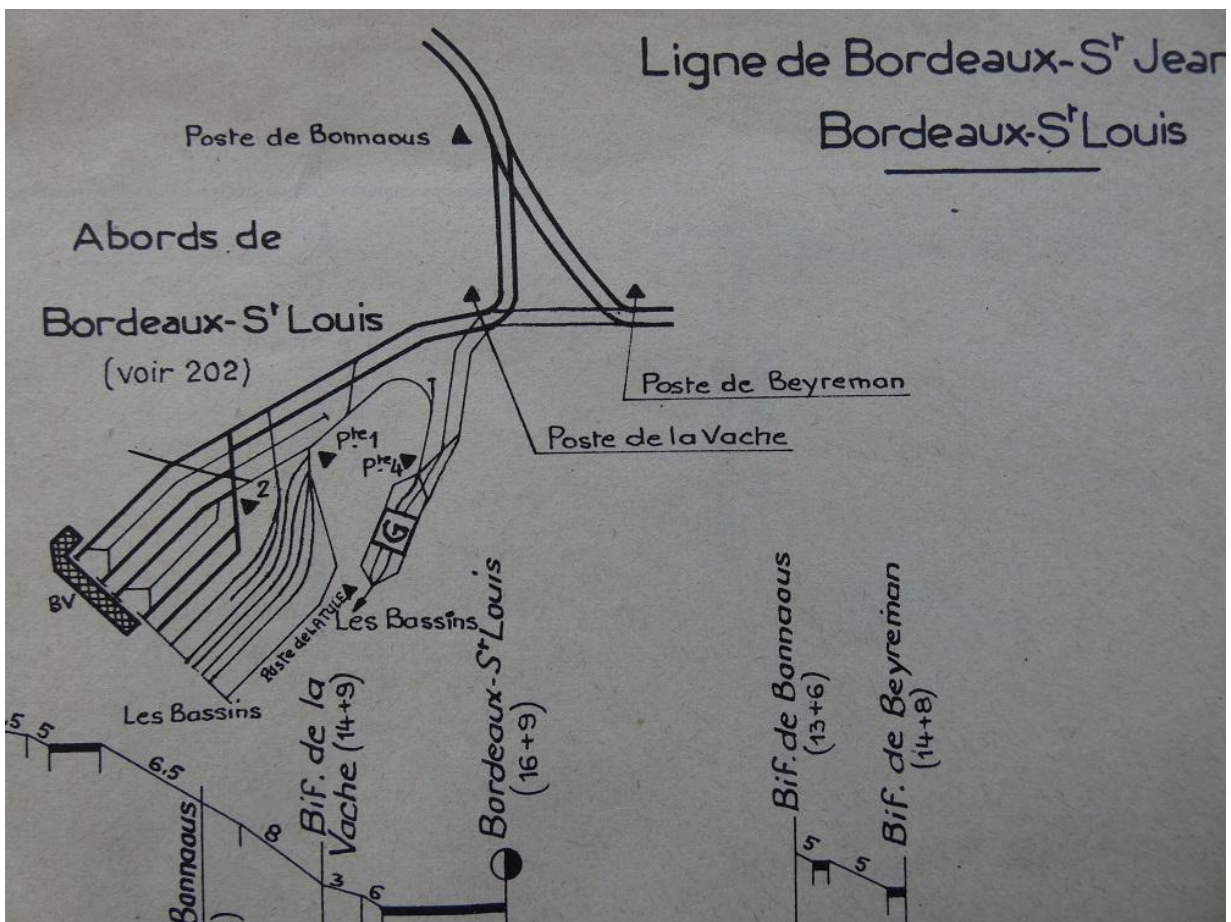 Ligne de Bordeaux-Sᵗ Jean
Bordeaux-Sᵗ Louis
Poste de Bonnaous
Abords de
Bordeaux-Sᵗ Louis
(voir 202)
Poste de Beyreman
Poste de la Vache
Pᵗᵉ 1
Pᵗᵉ 4
2
G
BV
Poste de LATULE
Les Bassins
Les Bassins
.5
5
6,5
8
3
6
Bannaous
Bif. de la
Vache (14+9)
Bordeaux-Sᵗ Louis
(16+9)
Bif. de Bonnaous
(13+6)
Bif. de Beyreman
(14+8)
5
5